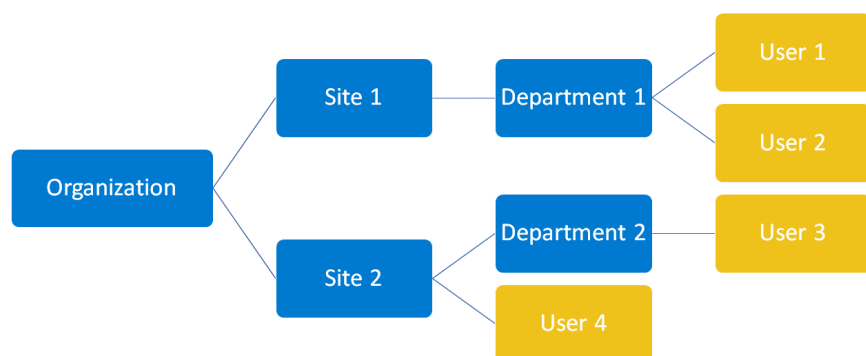 User 1
Site 1
Department 1
User 2
Organization
Department 2
User 3
Site 2
User 4